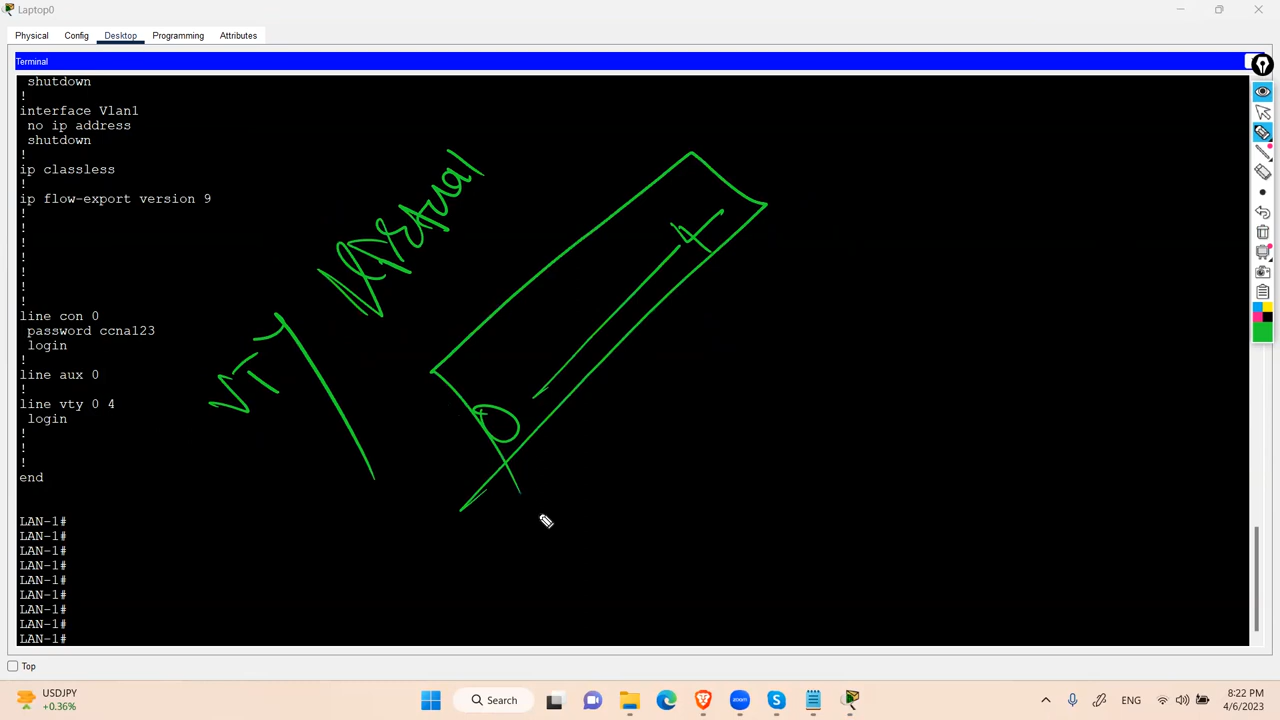 Laptop0
Physical Config Desktop Programming Attributes
Terminal
shutdown
!
interface Vlan1
no ip address
shutdown
!
ip classless
!
ip flow-export version 9
!
!
!
!
!
!
!
line con 0
password ccna123
login
!
line aux 0
!
line vty 0 4
login
!
!
!
end
LAN-1#
LAN-1#
LAN-1#
LAN-1#
LAN-1#
LAN-1#
LAN-1#
LAN-1#
LAN-1#
VTY Virtual
0 4
Top
USDJPY
+0.36%
Search
zoom
ENG
8:22 PM
4/6/2023